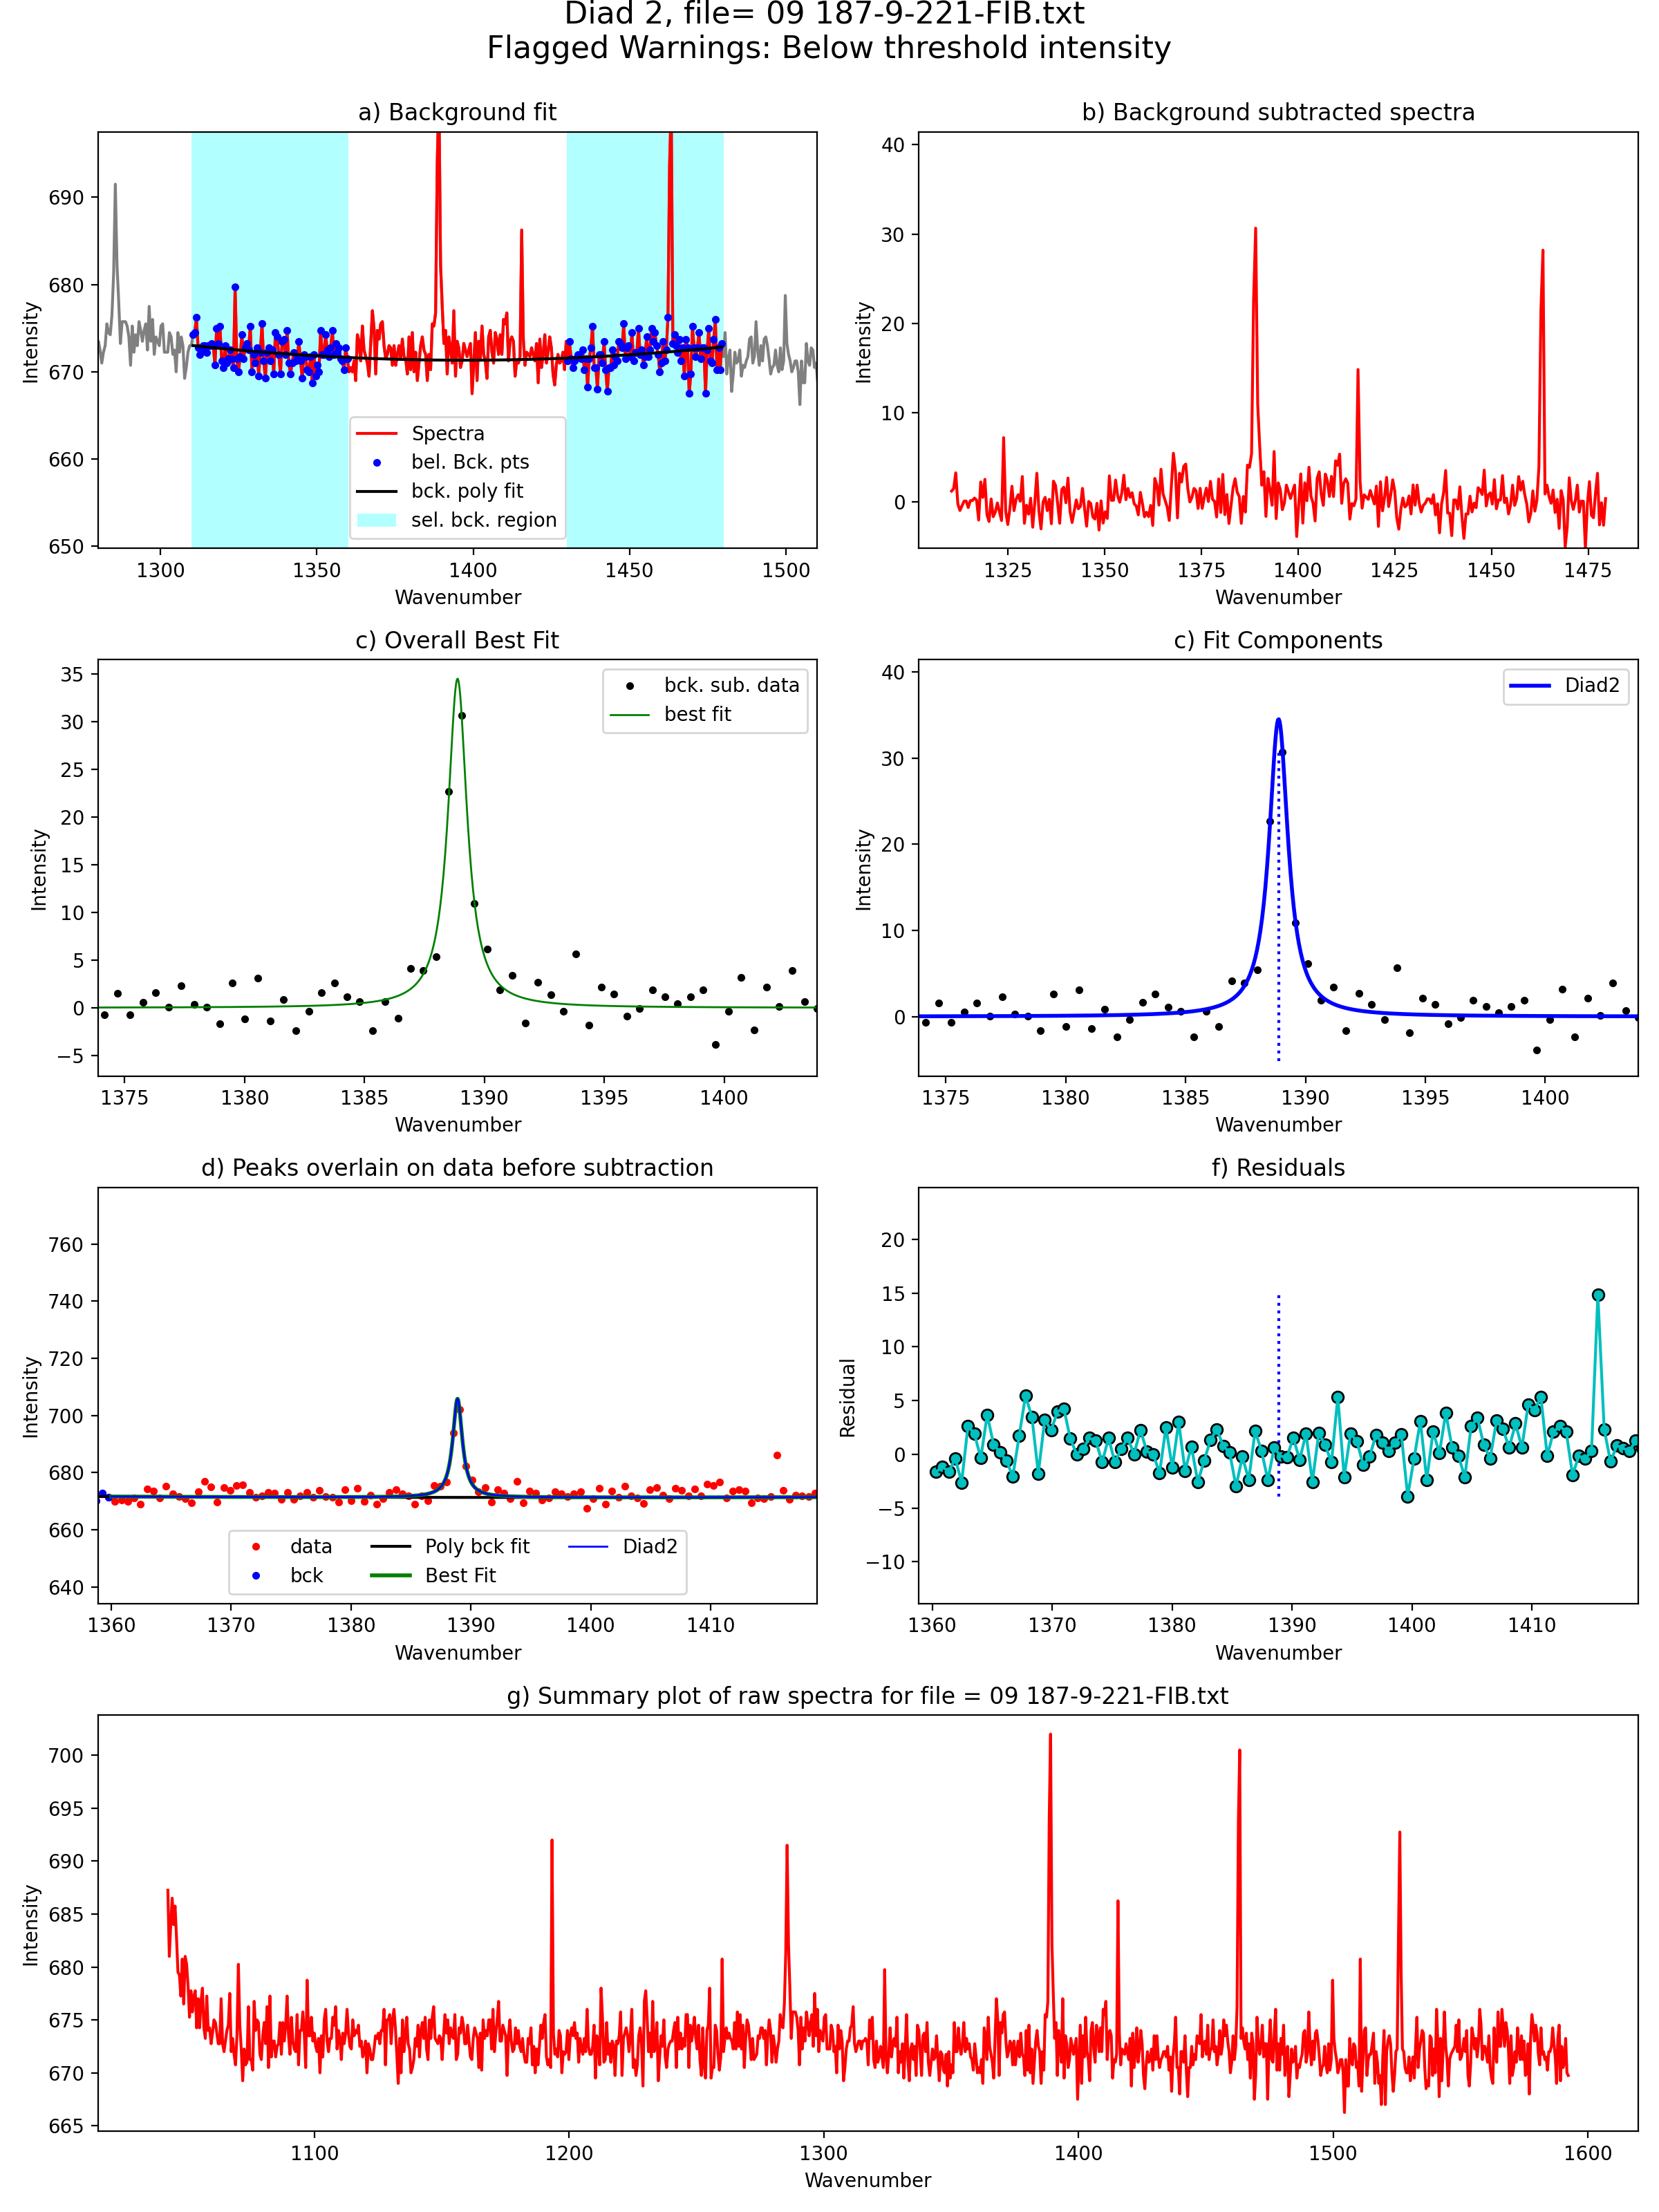 Diad 2, file= 09 187-9-221-FIB.txt
Flagged Warnings: Below threshold intensity
a) Background fit
690
680
670
660
650
Intensity
Spectra
bel. Bck. pts
bck. poly fit
sel. bck. region
1300 1350 1400 1450 1500
Wavenumber
b) Background subtracted spectra
40
30
20
10
0
Intensity
1325 1350 1375 1400 1425 1450 1475
Wavenumber
c) Overall Best Fit
35
30
25
20
15
10
5
0
−5
Intensity
bck. sub. data
best fit
1375 1380 1385 1390 1395 1400
Wavenumber
c) Fit Components
40
30
20
10
0
Intensity
Diad2
1375 1380 1385 1390 1395 1400
Wavenumber
d) Peaks overlain on data before subtraction
760
740
720
700
680
660
640
Intensity
data Poly bck fit Diad2
bck Best Fit
1360 1370 1380 1390 1400 1410
Wavenumber
f) Residuals
20
15
10
5
0
−5
−10
Residual
1360 1370 1380 1390 1400 1410
Wavenumber
g) Summary plot of raw spectra for file = 09 187-9-221-FIB.txt
700
695
690
685
680
675
670
665
Intensity
1100 1200 1300 1400 1500 1600
Wavenumber